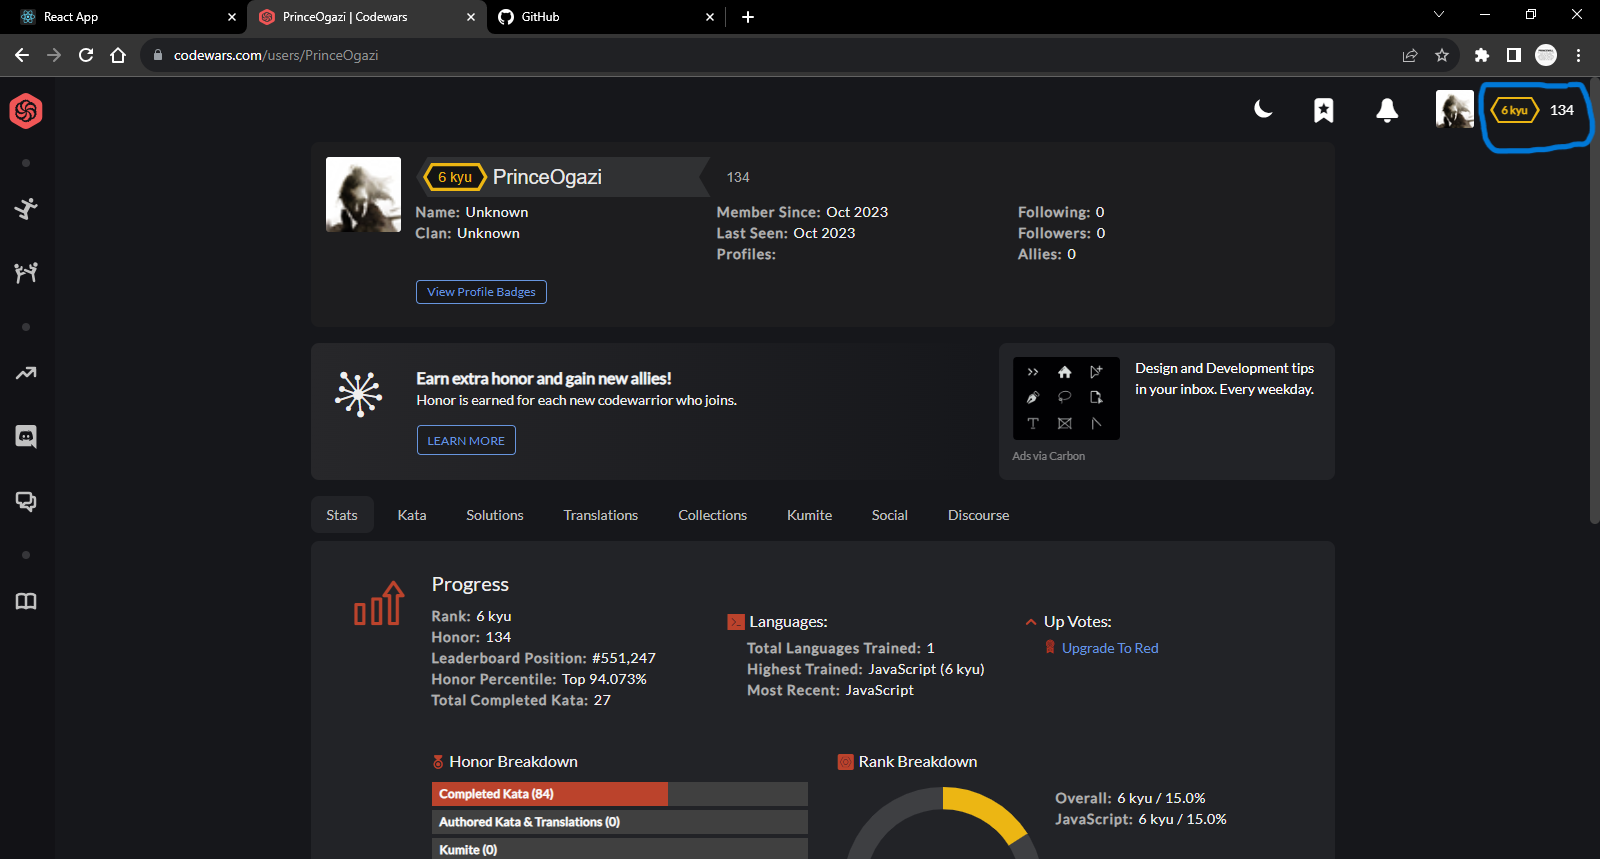 React App
PrinceOgazi | Codewars
GitHub
codewars.com/users/PrinceOgazi
6 kyu 134
6 kyu PrinceOgazi 134
Name: Unknown
Clan: Unknown
Member Since: Oct 2023
Last Seen: Oct 2023
Profiles:
Following: 0
Followers: 0
Allies: 0
View Profile Badges
Earn extra honor and gain new allies!
Honor is earned for each new codewarrior who joins.
LEARN MORE
Design and Development tips
in your inbox. Every weekday.
Ads via Carbon
Stats Kata Solutions Translations Collections Kumite Social Discourse
Progress
Rank: 6 kyu
Honor: 134
Leaderboard Position: #551,247
Honor Percentile: Top 94.073%
Total Completed Kata: 27
Languages:
Total Languages Trained: 1
Highest Trained: JavaScript (6 kyu)
Most Recent: JavaScript
Up Votes:
Upgrade To Red
Honor Breakdown
Completed Kata (84)
Authored Kata & Translations (0)
Kumite (0)
Rank Breakdown
Overall: 6 kyu / 15.0%
JavaScript: 6 kyu / 15.0%